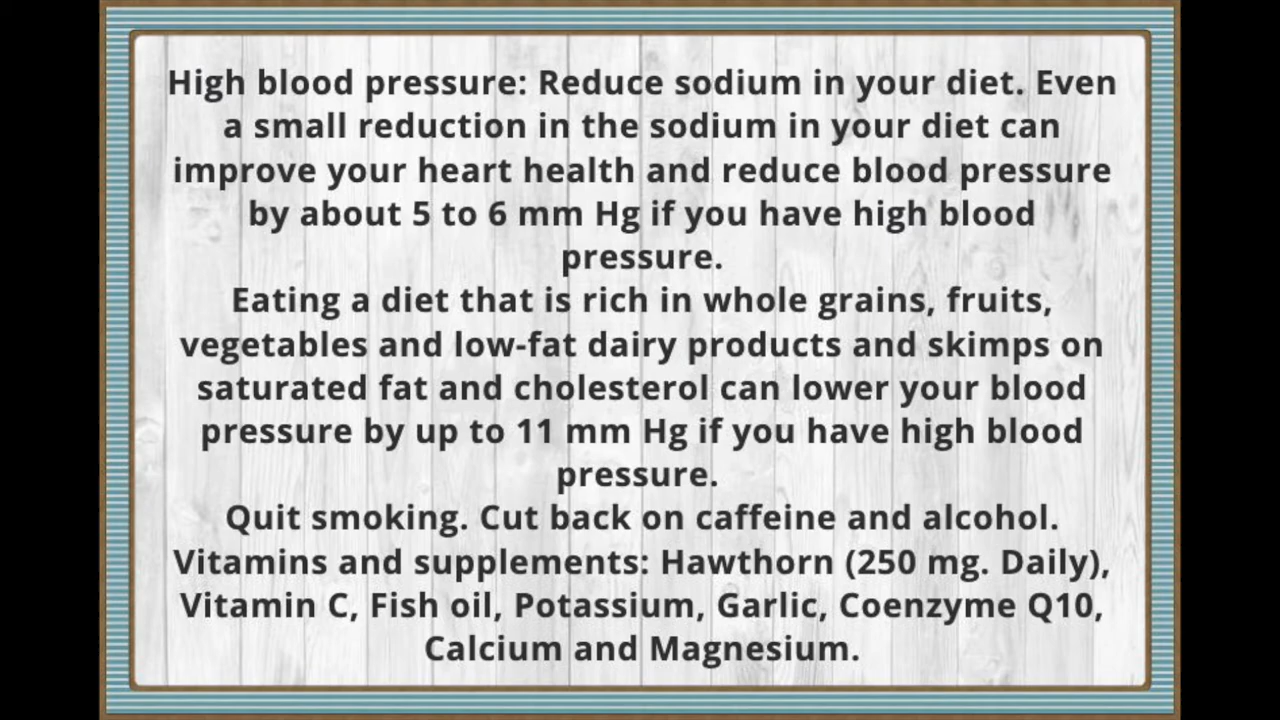 High blood pressure: Reduce sodium in your diet. Even
a small reduction in the sodium in your diet can
improve your heart health and reduce blood pressure
by about 5 to 6 mm Hg if you have high blood
pressure.
Eating a diet that is rich in whole grains, fruits,
vegetables and low-fat dairy products and skimps on
saturated fat and cholesterol can lower your blood
pressure by up to 11 mm Hg if you have high blood
pressure.
Quit smoking. Cut back on caffeine and alcohol.
Vitamins and supplements: Hawthorn (250 mg. Daily),
Vitamin C, Fish oil, Potassium, Garlic, Coenzyme Q10,
Calcium and Magnesium.